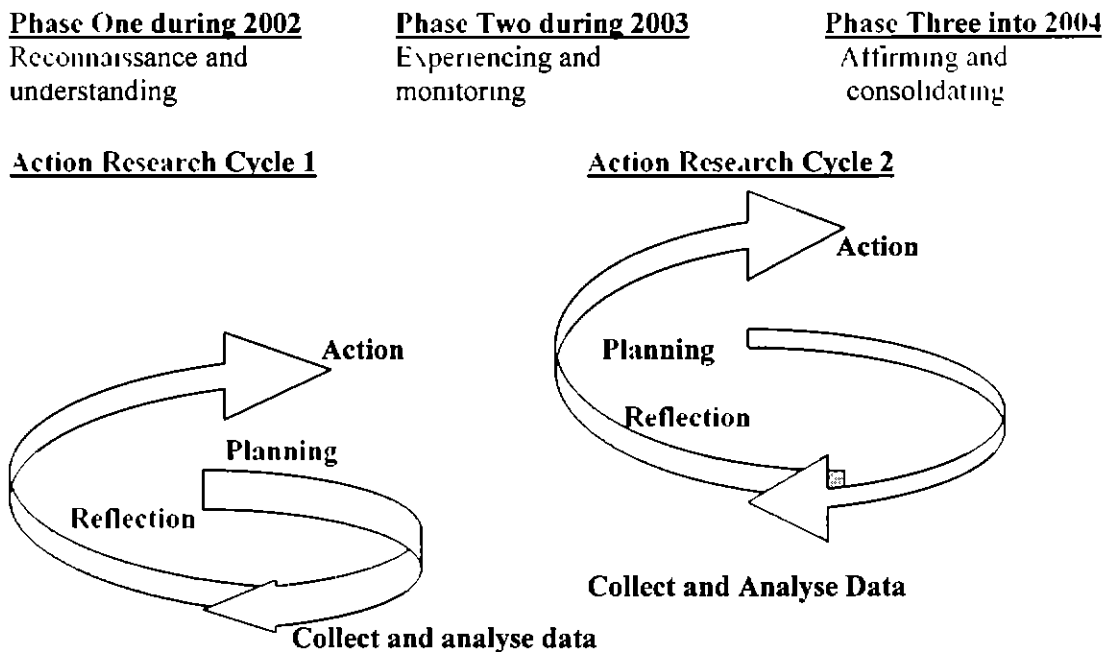 Phase One during 2002
Reconnaissance and
understanding
Phase Two during 2003
Experiencing and
monitoring
Phase Three into 2004
Affirming and
consolidating
Action Research Cycle 1
Action Research Cycle 2
Action
Planning
Reflection
Collect and analyse data
Action
Planning
Reflection
Collect and Analyse Data